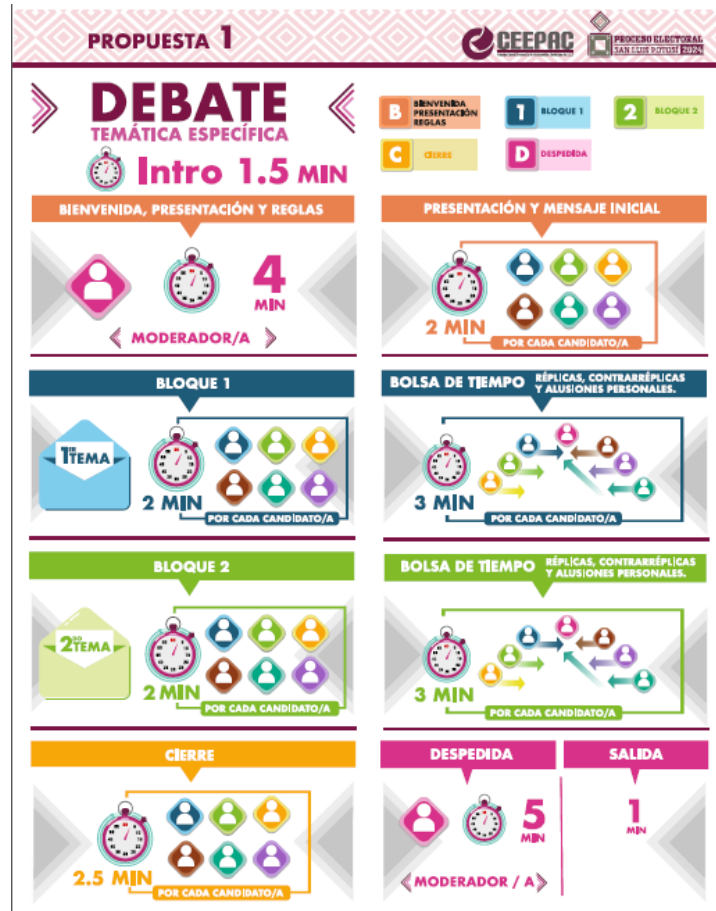 PROPUESTA 1
CEEPAC
PROCESO ELECTORAL
SAN LUIS POTOSÍ 2024
DEBATE
TEMÁTICA ESPECÍFICA
Intro 1.5 MIN
B BIENVENIDA
PRESENTACIÓN
REGLAS
1 BLOQUE 1
2 BLOQUE 2
C CIERRE
D DESPEDIDA
BIENVENIDA, PRESENTACIÓN Y REGLAS
4
MIN
MODERADOR/A
PRESENTACIÓN Y MENSAJE INICIAL
2 MIN
POR CADA CANDIDATO/A
BLOQUE 1
1ER TEMA
2 MIN
POR CADA CANDIDATO/A
BOLSA DE TIEMPO RÉPLICAS, CONTRARRÉPLICAS
Y ALUSIONES PERSONALES.
3 MIN
POR CADA CANDIDATO/A
BLOQUE 2
2DO TEMA
2 MIN
POR CADA CANDIDATO/A
BOLSA DE TIEMPO RÉPLICAS, CONTRARRÉPLICAS
Y ALUSIONES PERSONALES.
3 MIN
POR CADA CANDIDATO/A
CIERRE
2.5 MIN
POR CADA CANDIDATO/A
DESPEDIDA
5
MIN
MODERADOR / A
SALIDA
1
MIN